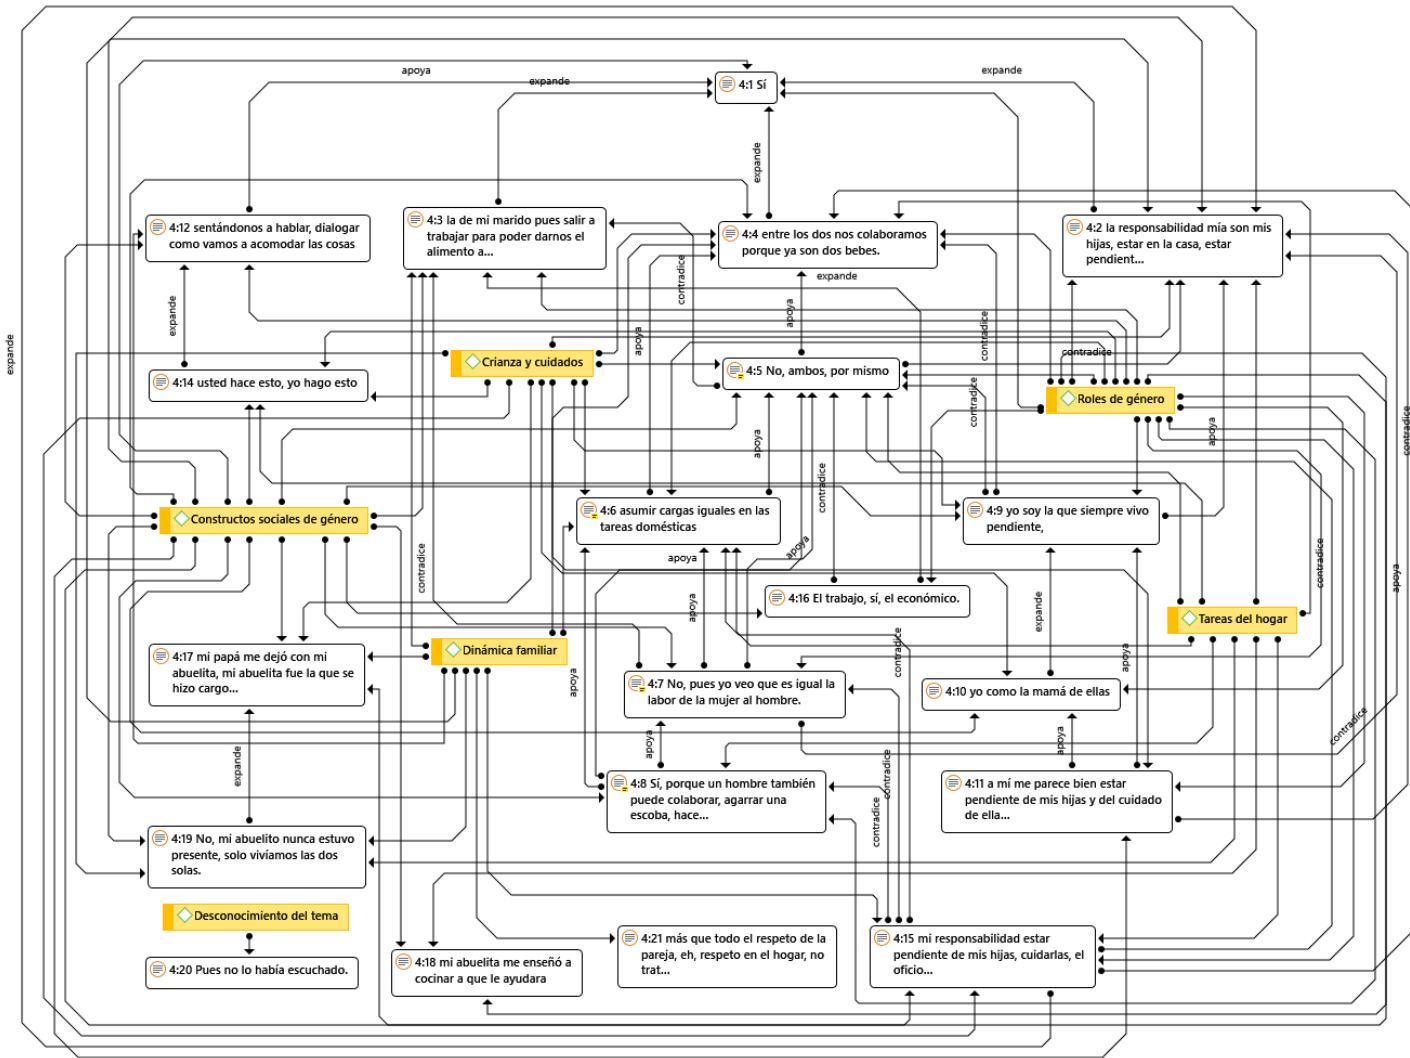 apoya
expande
expande
4:1 Sí
expande
4:12 sentándonos a hablar, dialogar
como vamos a acomodar las cosas
4:3 la de mi marido pues salir a
trabajar para poder darnos el
alimento a...
4:4 entre los dos nos colaboramos
porque ya son dos bebes.
4:2 la responsabilidad mía son mis
hijas, estar en la casa, estar
pendient...
contradice
expande
expande
expande
apoya
apoya
contradice
contradice
Crianza y cuidados
4:14 usted hace esto, yo hago esto
4:5 No, ambos, por mismo
Roles de género
contradice
contradice
apoya
apoya
contradice
4:6 asumir cargas iguales en las
tareas domésticas
4:9 yo soy la que siempre vivo
pendiente,
Constructos sociales de género
contradice
apoya
apoya
contradice
apoya
4:16 El trabajo, sí, el económico.
apoya
expande
Tareas del hogar
4:17 mi papá me dejó con mi
abuelita, mi abuelita fue la que se
hizo cargo...
Dinámica familiar
apoya
contradice
apoya
4:7 No, pues yo veo que es igual la
labor de la mujer al hombre.
4:10 yo como la mamá de ellas
expande
apoya
contradice
apoya
contradice
4:8 Sí, porque un hombre también
puede colaborar, agarrar una
escoba, hace...
4:11 a mí me parece bien estar
pendiente de mis hijas y del cuidado
de ella...
contradice
4:19 No, mi abuelito nunca estuvo
presente, solo vivíamos las dos
solas.
Desconocimiento del tema
4:20 Pues no lo había escuchado.
4:18 mi abuelita me enseñó a
cocinar a que le ayudara
4:21 más que todo el respeto de la
pareja, eh, respeto en el hogar, no
trat...
4:15 mi responsabilidad estar
pendiente de mis hijas, cuidarlas, el
oficio...